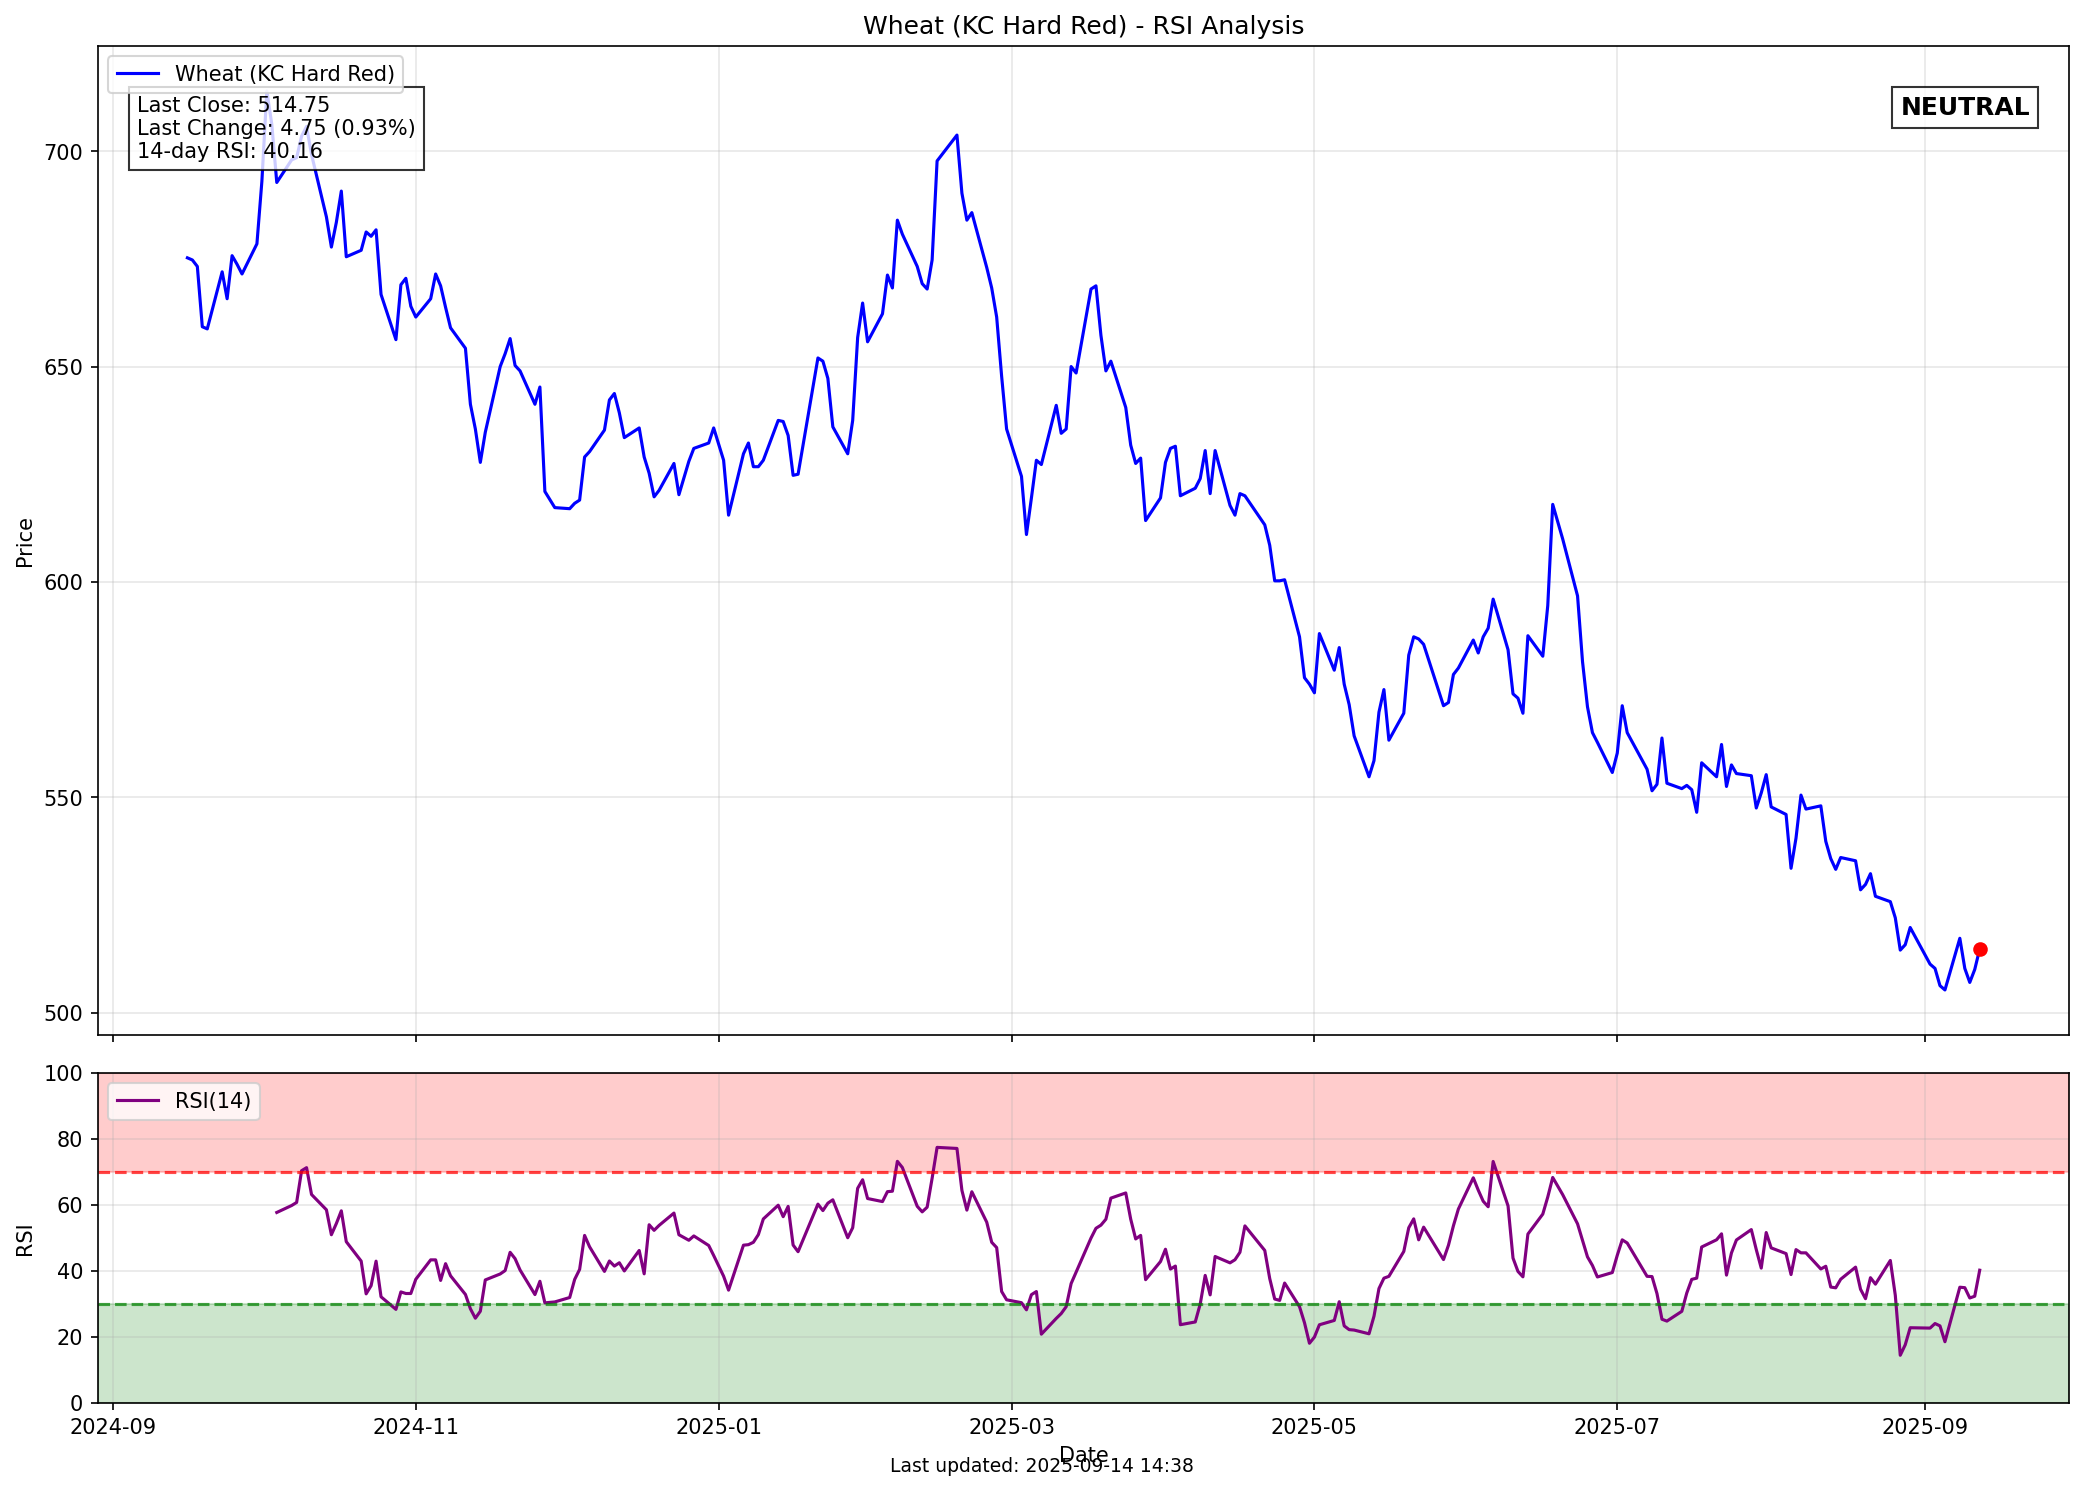 Wheat (KC Hard Red) - RSI Analysis
Wheat (KC Hard Red)
Last Close: 514.75
Last Change: 4.75 (0.93%)
14-day RSI: 40.16
NEUTRAL
700
650
600
550
500
Price
100
80
60
40
20
0
RSI
RSI(14)
2024-09
2024-11
2025-01
2025-03
2025-05
2025-07
2025-09
Date
Last updated: 2025-09-14 14:38